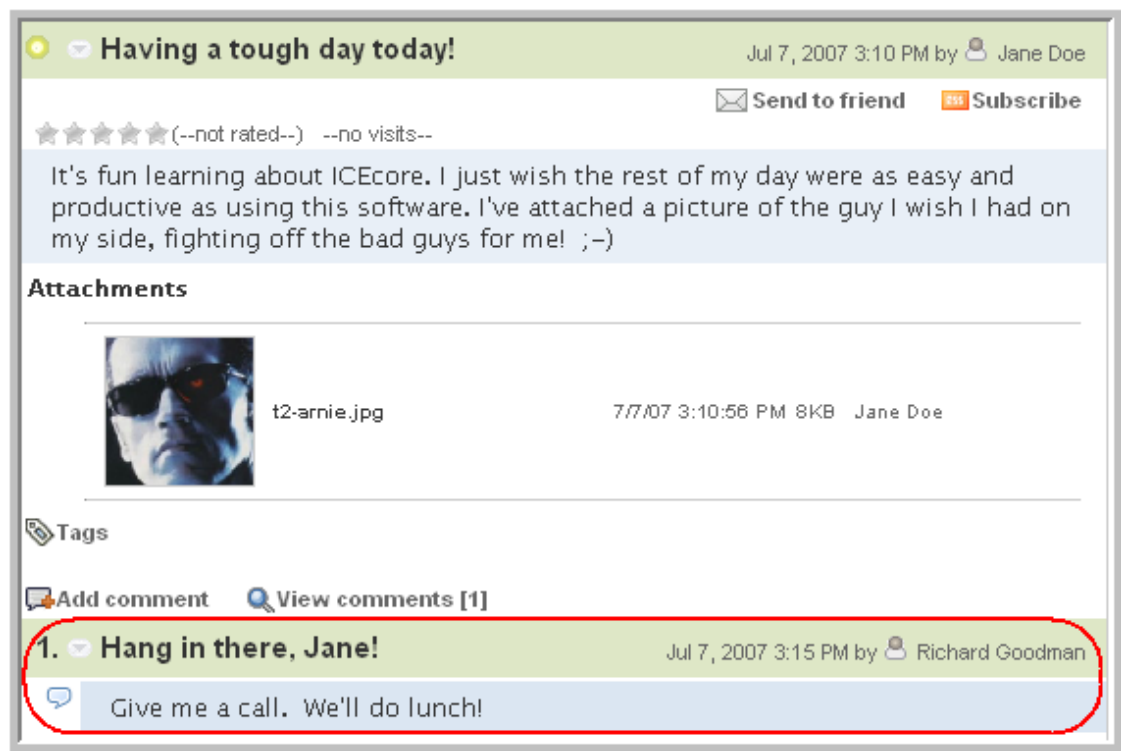 Having a tough day today!
Jul 7, 2007 3:10 PM by Jane Doe
Send to friend
RSS Subscribe
(--not rated--) --no visits--
It's fun learning about ICEcore. I just wish the rest of my day were as easy and
productive as using this software. I've attached a picture of the guy I wish I had on
my side, fighting off the bad guys for me! ;-)
Attachments
t2-arnie.jpg 7/7/07 3:10:56 PM 8KB Jane Doe
Tags
Add comment View comments [1]
1. Hang in there, Jane!
Jul 7, 2007 3:15 PM by Richard Goodman
Give me a call. We'll do lunch!